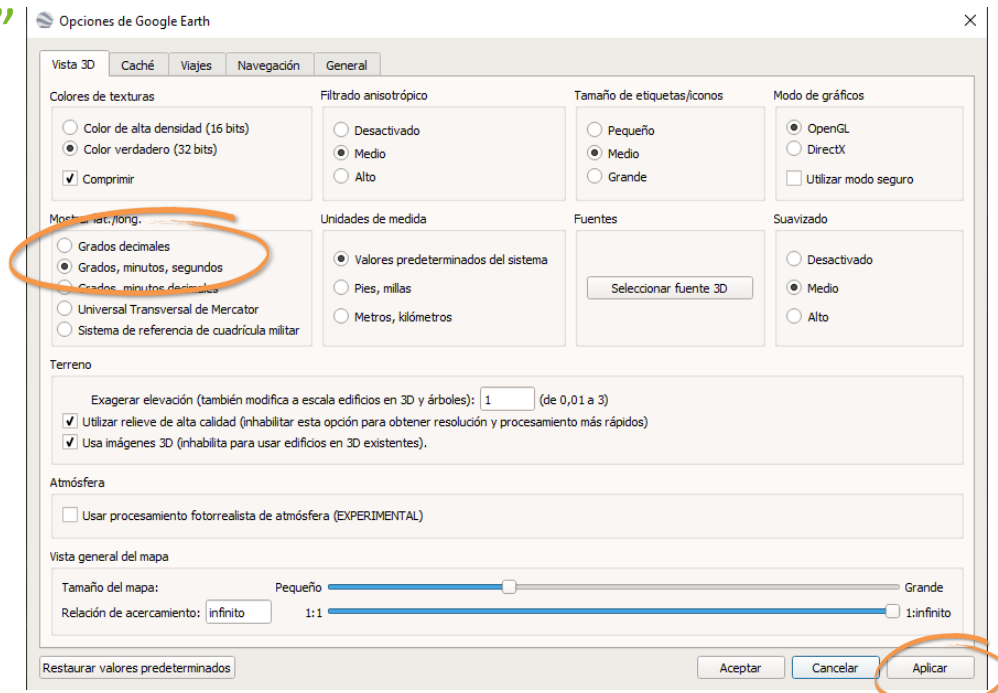 ”
Opciones de Google Earth
Vista 3D Caché Viajes Navegación General
Colores de texturas
Color de alta densidad (16 bits)
Color verdadero (32 bits)
Comprimir
Filtrado anisotrópico
Desactivado
Medio
Alto
Tamaño de etiquetas/iconos
Pequeño
Medio
Grande
Modo de gráficos
OpenGL
DirectX
Utilizar modo seguro
Mostrar lat./long.
Grados decimales
Grados, minutos, segundos
Grados, minutos decimales
Universal Transversal de Mercator
Sistema de referencia de cuadrícula militar
Unidades de medida
Valores predeterminados del sistema
Pies, millas
Metros, kilómetros
Fuentes
Seleccionar fuente 3D
Suavizado
Desactivado
Medio
Alto
Terreno
Exagerar elevación (también modifica a escala edificios en 3D y árboles): 1 (de 0,01 a 3)
Utilizar relieve de alta calidad (inhabilitar esta opción para obtener resolución y procesamiento más rápidos)
Usa imágenes 3D (inhabilita para usar edificios en 3D existentes).
Atmósfera
Usar procesamiento fotorrealista de atmósfera (EXPERIMENTAL)
Vista general del mapa
Tamaño del mapa: Pequeño Grande
Relación de acercamiento: infinito 1:1 1:infinito
Restaurar valores predeterminados Aceptar Cancelar Aplicar